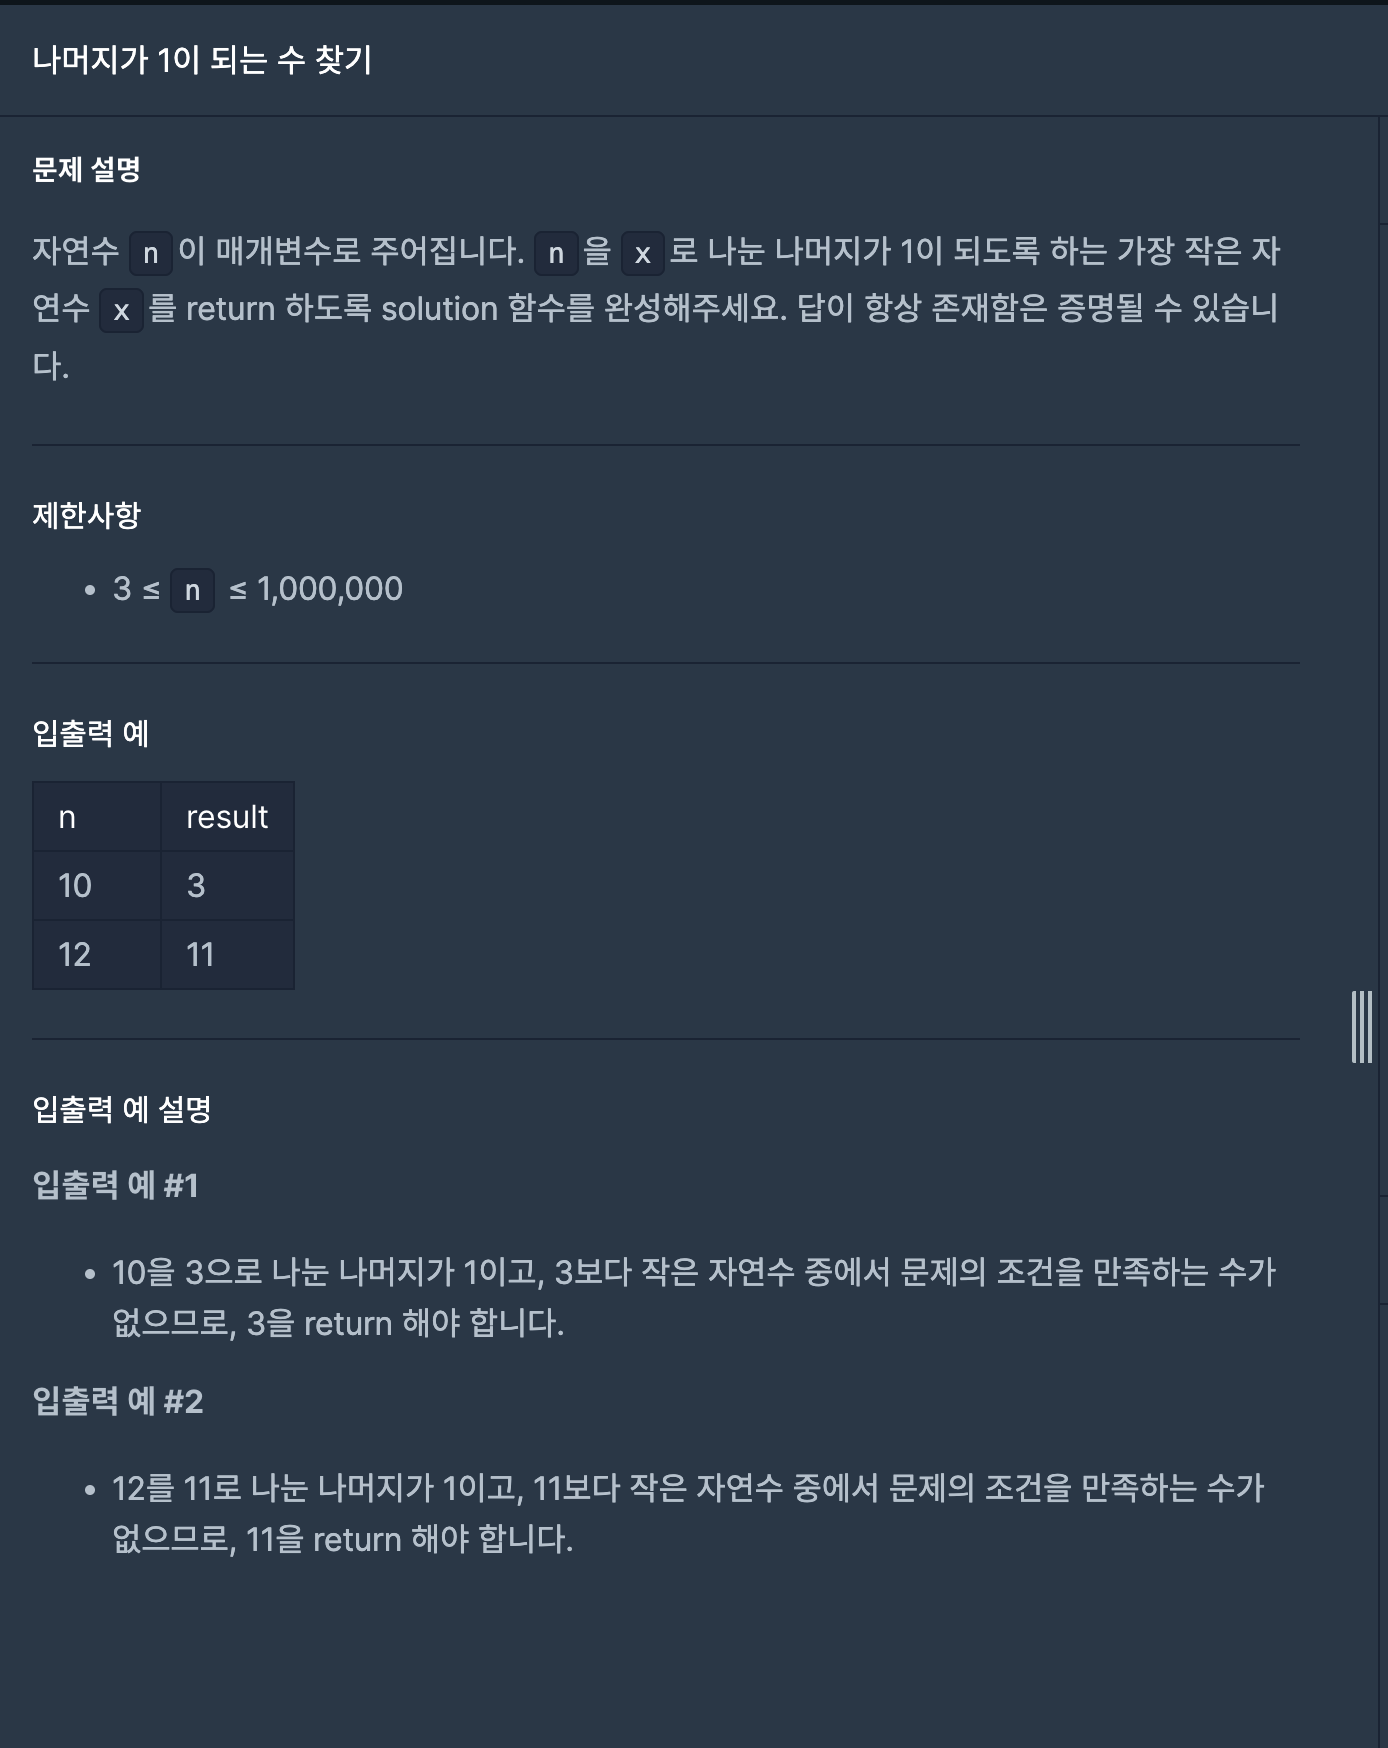 나머지가 1이 되는 수 찾기
문제 설명
자연수 n이 매개변수로 주어집니다. n을 x로 나눈 나머지가 1이 되도록 하는 가장 작은 자
연수 x를 return 하도록 solution 함수를 완성해주세요. 답이 항상 존재함은 증명될 수 있습니
다.
제한사항
• 3 ≤ n ≤ 1,000,000
입출력 예
n result
10 3
12 11
입출력 예 설명
입출력 예 #1
• 10을 3으로 나눈 나머지가 1이고, 3보다 작은 자연수 중에서 문제의 조건을 만족하는 수가
없으므로, 3을 return 해야 합니다.
입출력 예 #2
• 12를 11로 나눈 나머지가 1이고, 11보다 작은 자연수 중에서 문제의 조건을 만족하는 수가
없으므로, 11을 return 해야 합니다.